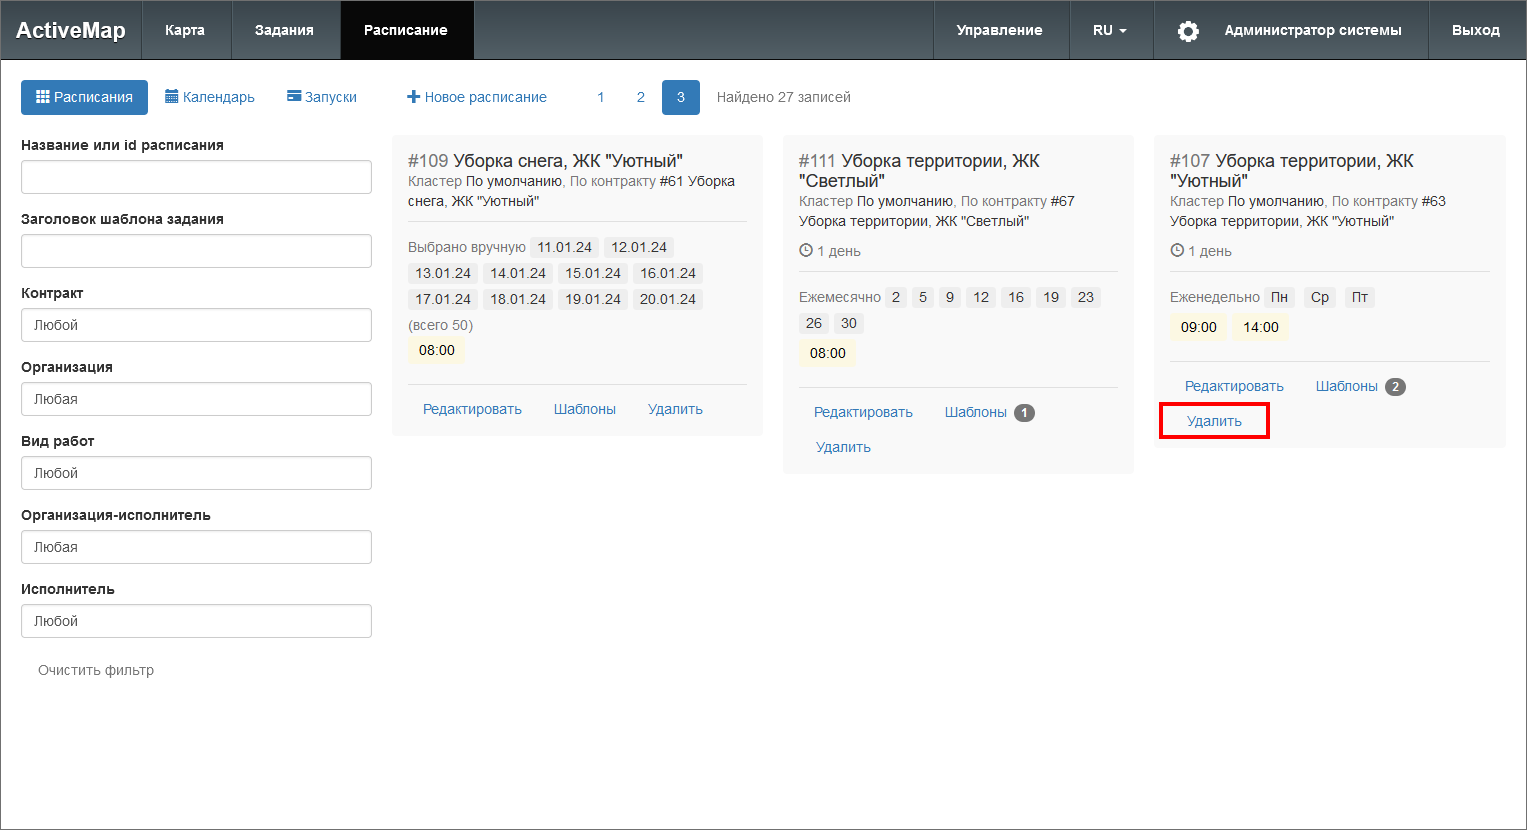 ActiveMap Карта Задания Расписание Управление RU Администратор системы Выход
Расписания Календарь Запуски Новое расписание 1 2 3 Найдено 27 записей
Название или id расписания
Заголовок шаблона задания
Контракт
Любой
Организация
Любая
Вид работ
Любой
Организация-исполнитель
Любая
Исполнитель
Любой
Очистить фильтр
#109 Уборка снега, ЖК "Уютный"
Кластер По умолчанию, По контракту #61 Уборка
снега, ЖК "Уютный"
Выбрано вручную 11.01.24 12.01.24
13.01.24 14.01.24 15.01.24 16.01.24
17.01.24 18.01.24 19.01.24 20.01.24
(всего 50)
08:00
Редактировать Шаблоны Удалить
#111 Уборка территории, ЖК
"Светлый"
Кластер По умолчанию, По контракту #67
Уборка территории, ЖК "Светлый"
1 день
Ежемесячно 2 5 9 12 16 19 23
26 30
08:00
Редактировать Шаблоны 1
Удалить
#107 Уборка территории, ЖК
"Уютный"
Кластер По умолчанию, По контракту #63
Уборка территории, ЖК "Уютный"
1 день
Еженедельно Пн Ср Пт
09:00 14:00
Редактировать Шаблоны 2
Удалить